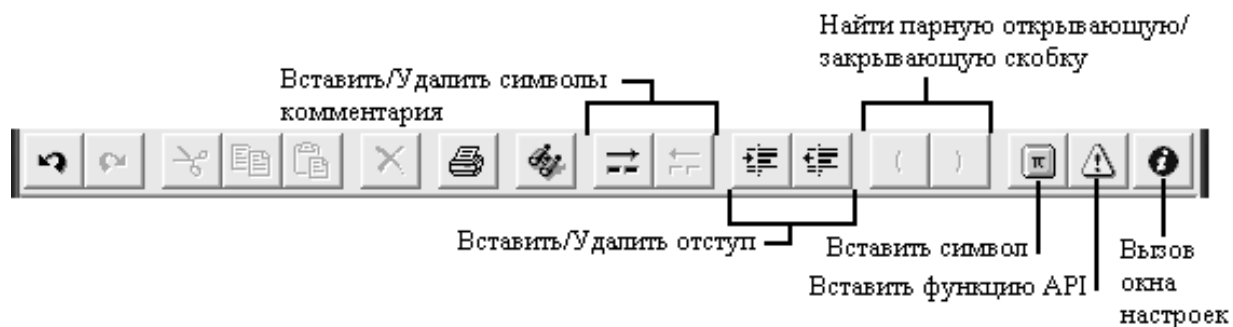 Найти парную открывающую/
закрывающую скобку
Вставить/Удалить символы
комментария
( )
π
Вставить/Удалить отступ
Вставить символ
Вставить функцию API
Вызов
окна
настроек